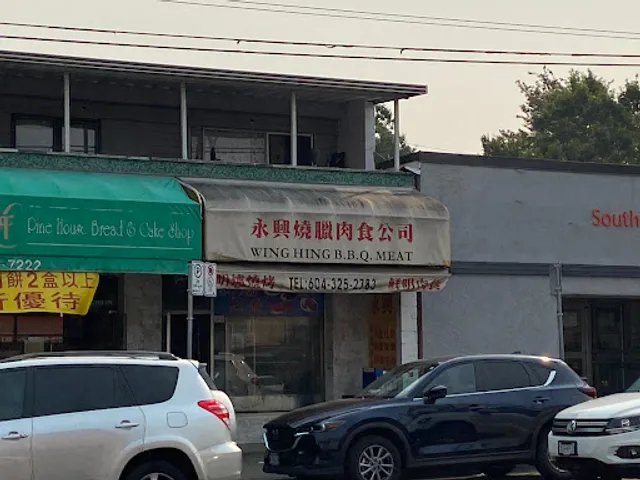 Pine House Bread & Cake Shop
-7222
餅2盒以上
優待
永興燒臘肉食公司
WING HING B.B.Q. MEAT
TEL:604-325-2783
South